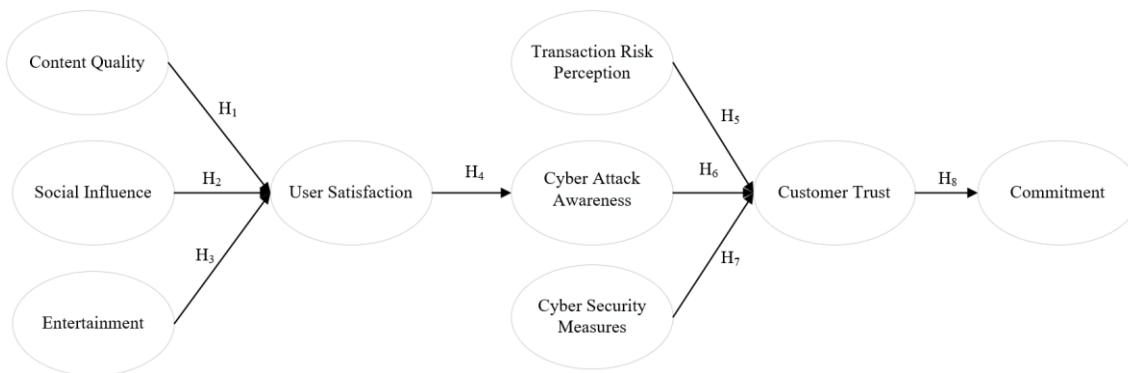 Content Quality
Social Influence
Entertainment
H₁
H₂
H₃
User Satisfaction
H₄
Transaction Risk
Perception
Cyber Attack
Awareness
Cyber Security
Measures
H₅
H₆
H₇
Customer Trust
H₈
Commitment